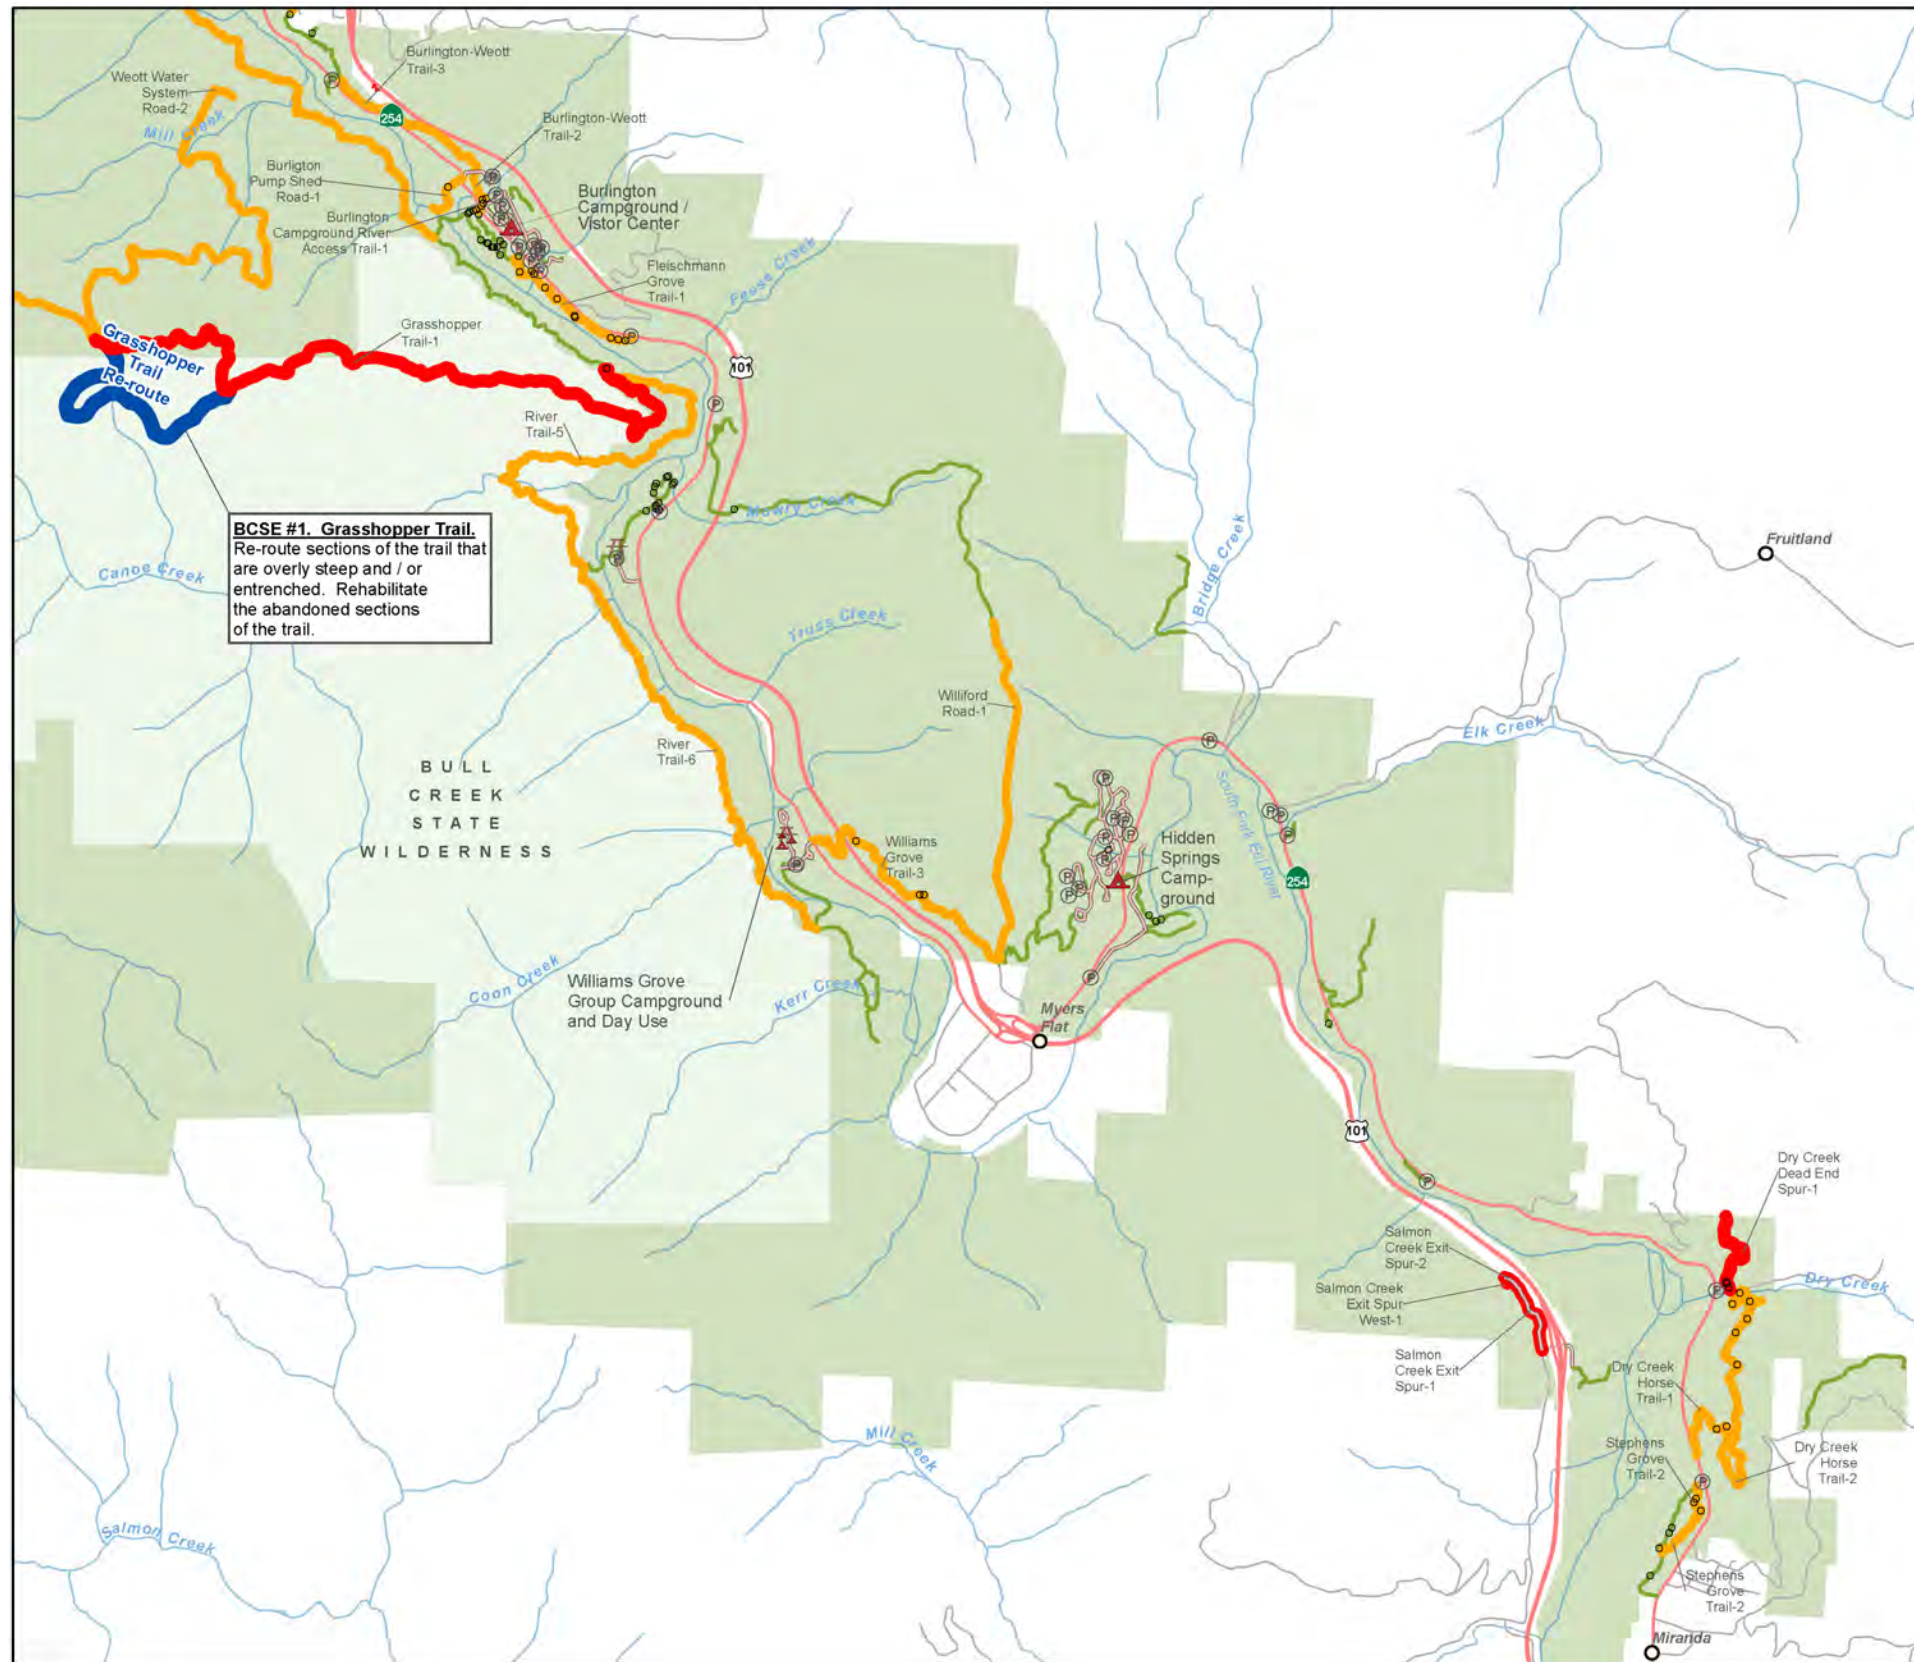 Burlington-Weott
Trail-3
Weott Water
System
Road-2
254
Mill Creek
Burlington-Weott
Trail-2
Burligton
Pump Shed
Road-1
Burlington
Campground /
Vistor Center
Burlington
Campground River
Access Trail-1
Feuss Creek
Fleischmann
Grove
Trail-1
Grasshopper
Trail-1
Grasshopper
Trail
Re-route
101
River
Trail-5
Mowry Creek
BCSE #1. Grasshopper Trail.
Re-route sections of the trail that
are overly steep and / or
entrenched. Rehabilitate
the abandoned sections
of the trail.
Canoe Creek
Bridge Creek
Fruitland
Williford
Road-1
River
Trail-6
Elk Creek
BULL
CREEK
STATE
WILDERNESS
South Fork Eel River
Williams
Grove
Trail-3
Hidden
Springs
Camp-
ground
254
Coon Creek
Williams Grove
Group Campground
and Day Use
Kerr Creek
Myers
Flat
101
Dry Creek
Dead End
Spur-1
Salmon
Creek Exit
Spur-2
Salmon Creek
Exit Spur
West-1
Salmon
Creek Exit
Spur-1
Dry Creek
Dry Creek
Horse
Trail-1
Mill Creek
Stephens
Grove
Trail-2
Dry Creek
Horse
Trail-2
Salmon Creek
Stephens
Grove
Trail-2
Miranda